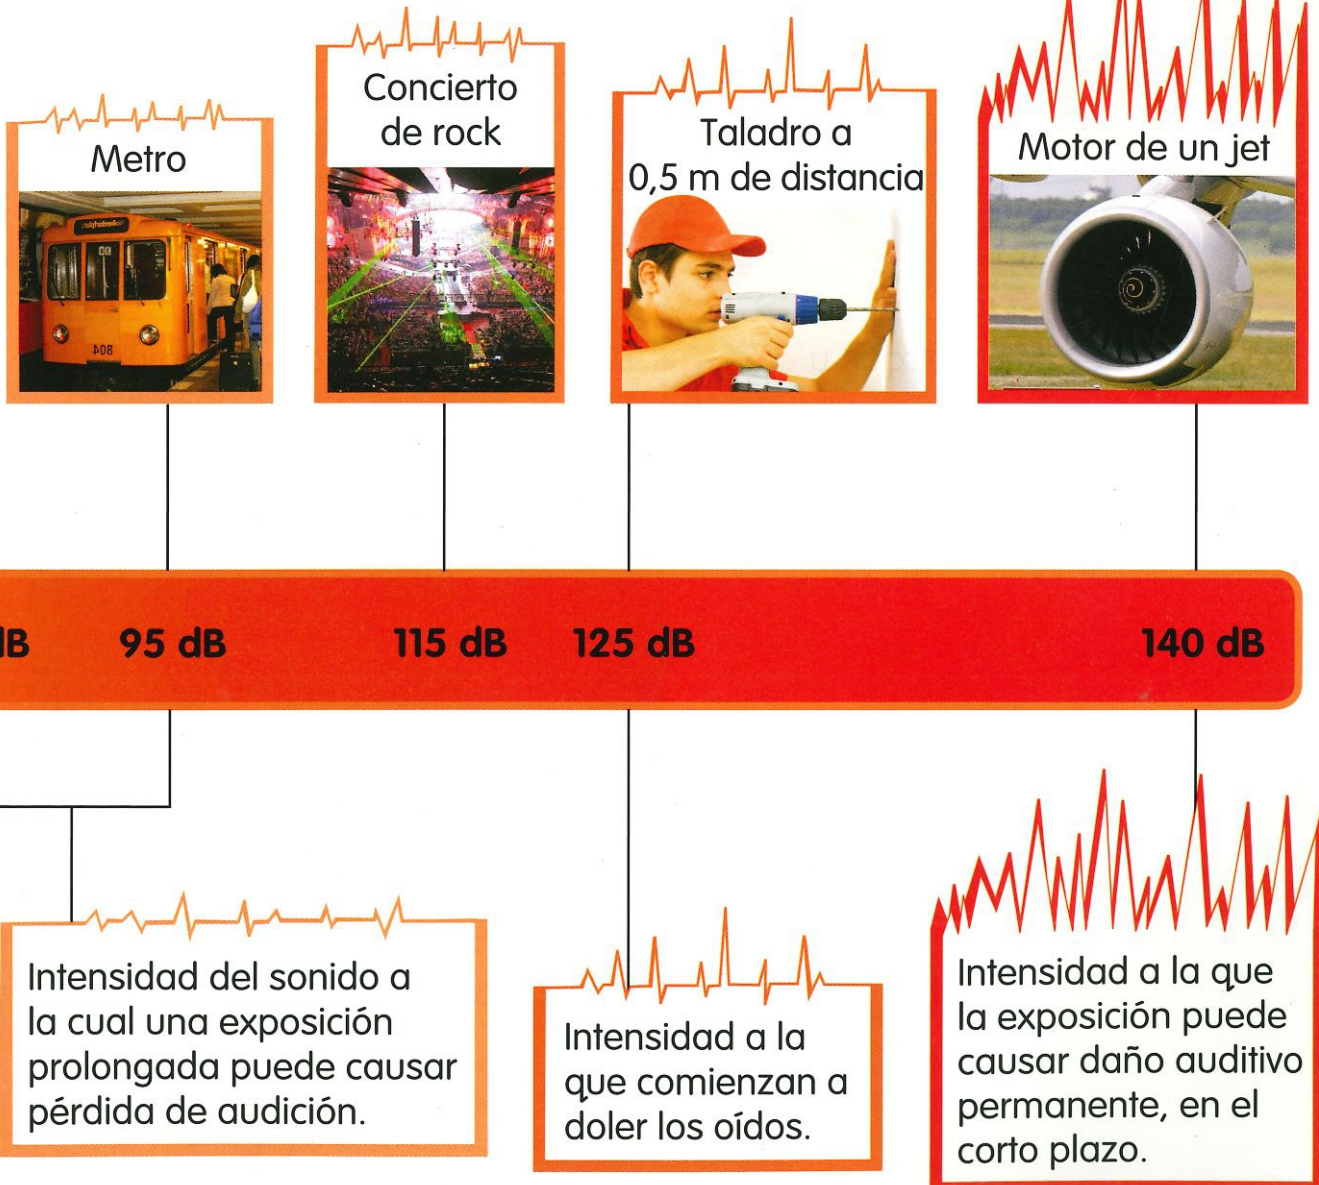 Metro
Concierto
de rock
Taladro a
0,5 m de distancia
Motor de un jet
804
dB
95 dB
115 dB
125 dB
140 dB
Intensidad del sonido a
la cual una exposición
prolongada puede causar
pérdida de audición.
Intensidad a la
que comienzan a
doler los oídos.
Intensidad a la que
la exposición puede
causar daño auditivo
permanente, en el
corto plazo.